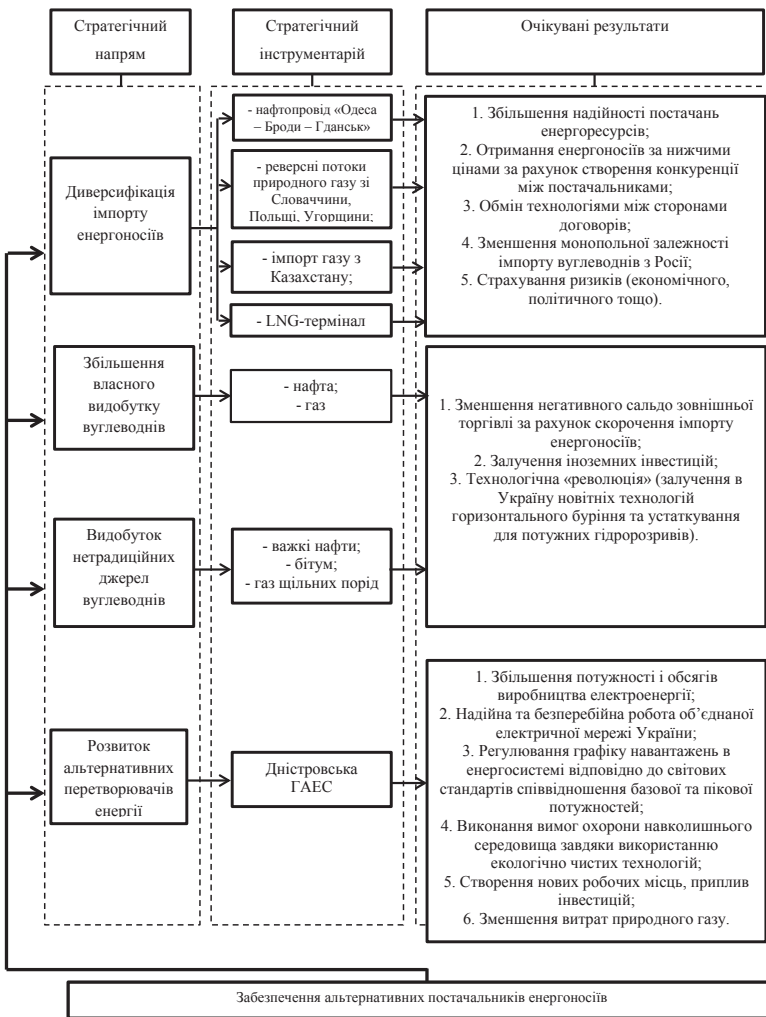 Стратегічний
напрям
Стратегічний
інструментарій
Очікувані результати
Диверсифікація
імпорту
енергоносіїв
- нафтопровід «Одеса
– Броди – Гданськ»
- реверсні потоки
природного газу зі
Словаччини,
Польщі, Угорщини;
- імпорт газу з
Казахстану;
- LNG-термінал
1. Збільшення надійності постачань
енергоресурсів;
2. Отримання енергоносіїв за нижчими
цінами за рахунок створення конкуренції
між постачальниками;
3. Обмін технологіями між сторонами
договорів;
4. Зменшення монопольної залежності
імпорту вуглеводнів з Росії;
5. Страхування ризиків (економічного,
політичного тощо).
Збільшення
власного
видобутку
вуглеводнів
- нафта;
- газ
1. Зменшення негативного сальдо зовнішньої
торгівлі за рахунок скорочення імпорту
енергоносіїв;
2. Залучення іноземних інвестицій;
3. Технологічна «революція» (залучення в
Україну новітніх технологій
горизонтального буріння та устаткування
для потужних гідророзривів).
Видобуток
нетрадиційних
джерел
вуглеводнів
- важкі нафти;
- бітум;
- газ щільних порід
Розвиток
альтернативних
перетворювачів
енергії
Дністровська
ГАЕС
1. Збільшення потужності і обсягів
виробництва електроенергії;
2. Надійна та безперебійна робота об’єднаної
електричної мережі України;
3. Регулювання графіку навантажень в
енергосистемі відповідно до світових
стандартів співвідношення базової та пікової
потужностей;
4. Виконання вимог охорони навколишнього
середовища завдяки використанню
екологічно чистих технологій;
5. Створення нових робочих місць, приплив
інвестицій;
6. Зменшення витрат природного газу.
Забезпечення альтернативних постачальників енергоносіїв